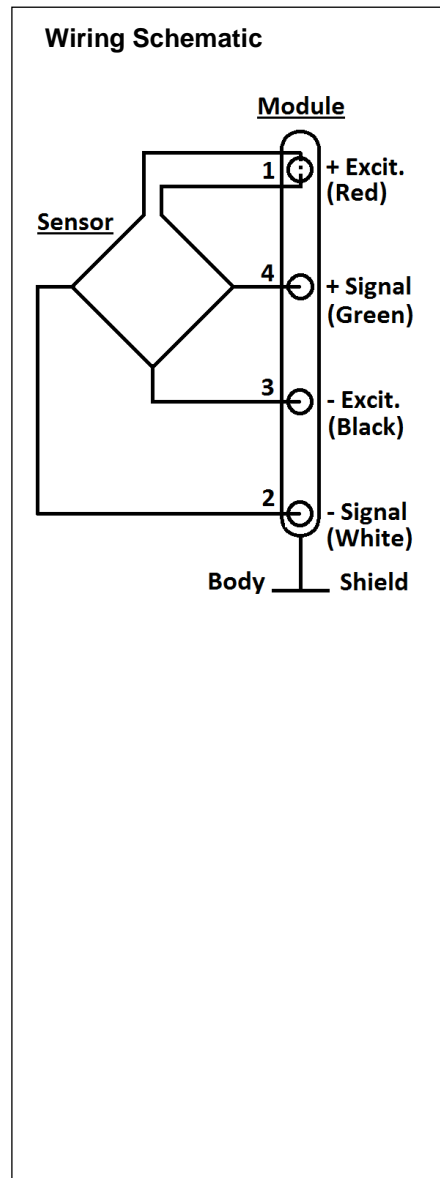 Wiring Schematic
Module
1
+ Excit.
(Red)
Sensor
4
+ Signal
(Green)
3
- Excit.
(Black)
2
- Signal
(White)
Body
Shield